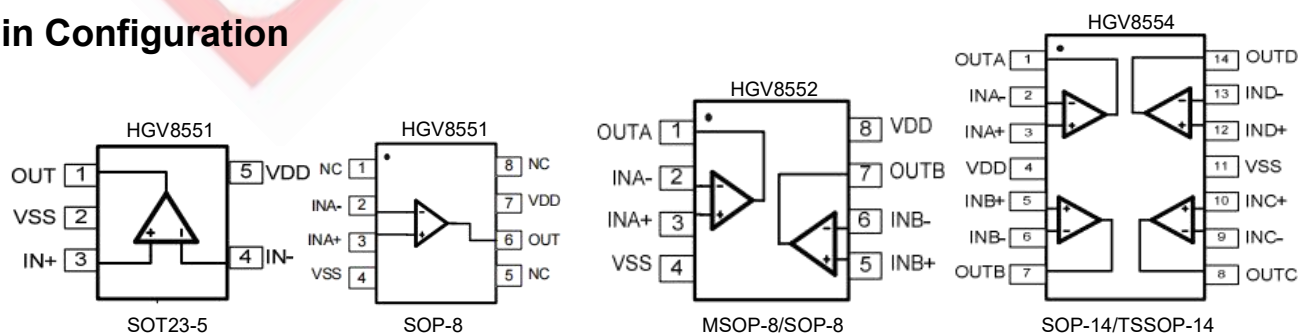 in Configuration
HGV8551
OUT 1
VSS 2
IN+ 3
5 VDD
4 IN-
SOT23-5
HGV8551
NC 1
INA- 2
INA+ 3
VSS 4
8 NC
7 VDD
6 OUT
5 NC
SOP-8
HGV8552
OUTA 1
INA- 2
INA+ 3
VSS 4
8 VDD
7 OUTB
6 INB-
5 INB+
MSOP-8/SOP-8
HGV8554
OUTA 1
INA- 2
INA+ 3
VDD 4
INB+ 5
INB- 6
OUTB 7
14 OUTD
13 IND-
12 IND+
11 VSS
10 INC+
9 INC-
8 OUTC
SOP-14/TSSOP-14